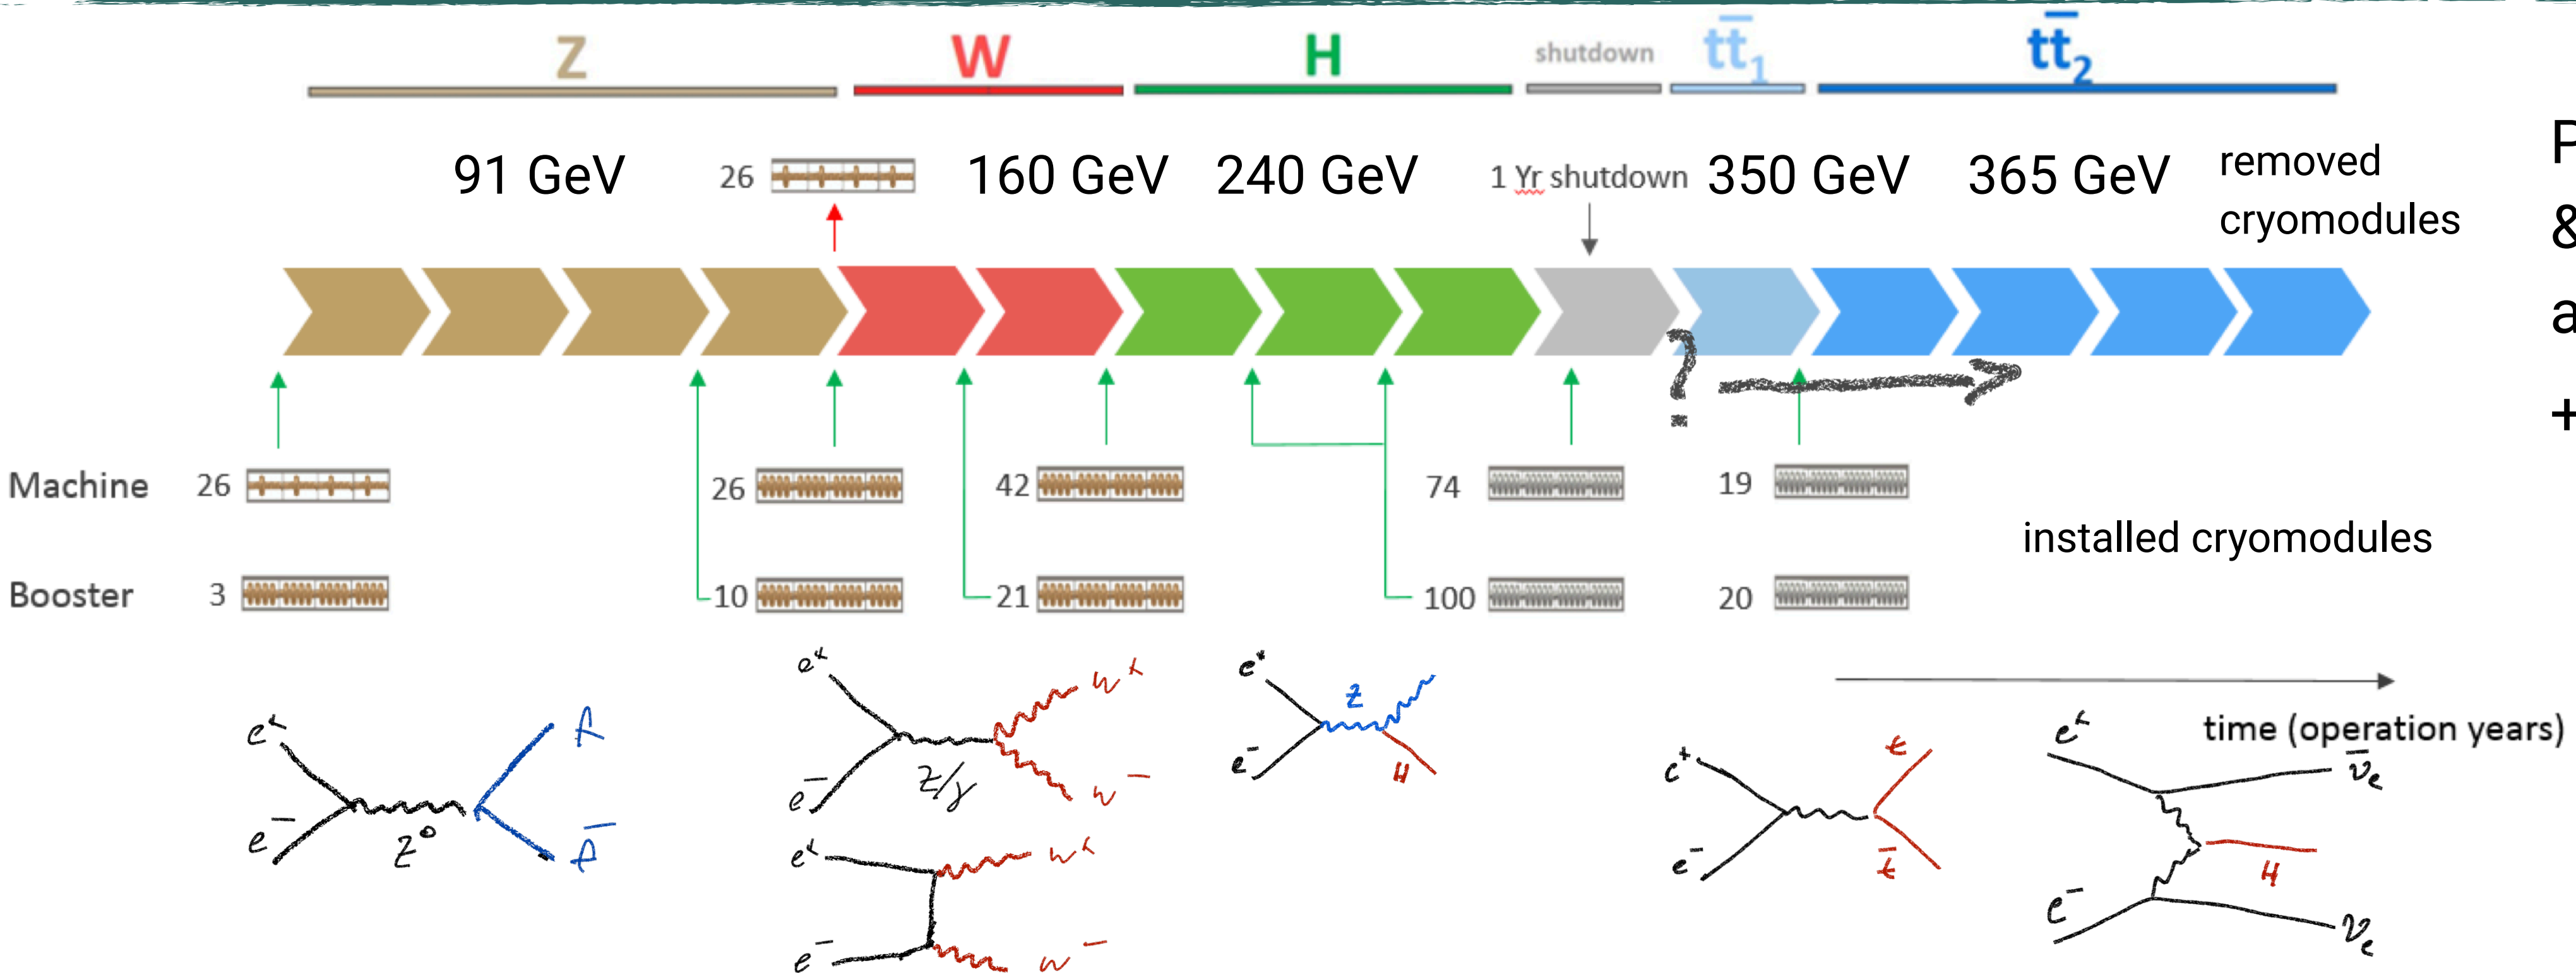 Z W H shutdown tt̄₁ tt̄₂
91 GeV 26 160 GeV 240 GeV 1 Yr shutdown 350 GeV 365 GeV removed
cryomodules
P
&
a
+
?
Machine 26 26 42 74 19
installed cryomodules
Booster 3 10 21 100 20
time (operation years)
e⁺ f
e⁻ Z⁰ f̄
e⁺ W⁺
e⁻ Z/γ W⁻
e⁺ W⁺
e⁻ W⁻
e⁺ Z
e⁻ H
e⁺ t
e⁻ t̄
e⁺ ν̄e
H
e⁻ νe